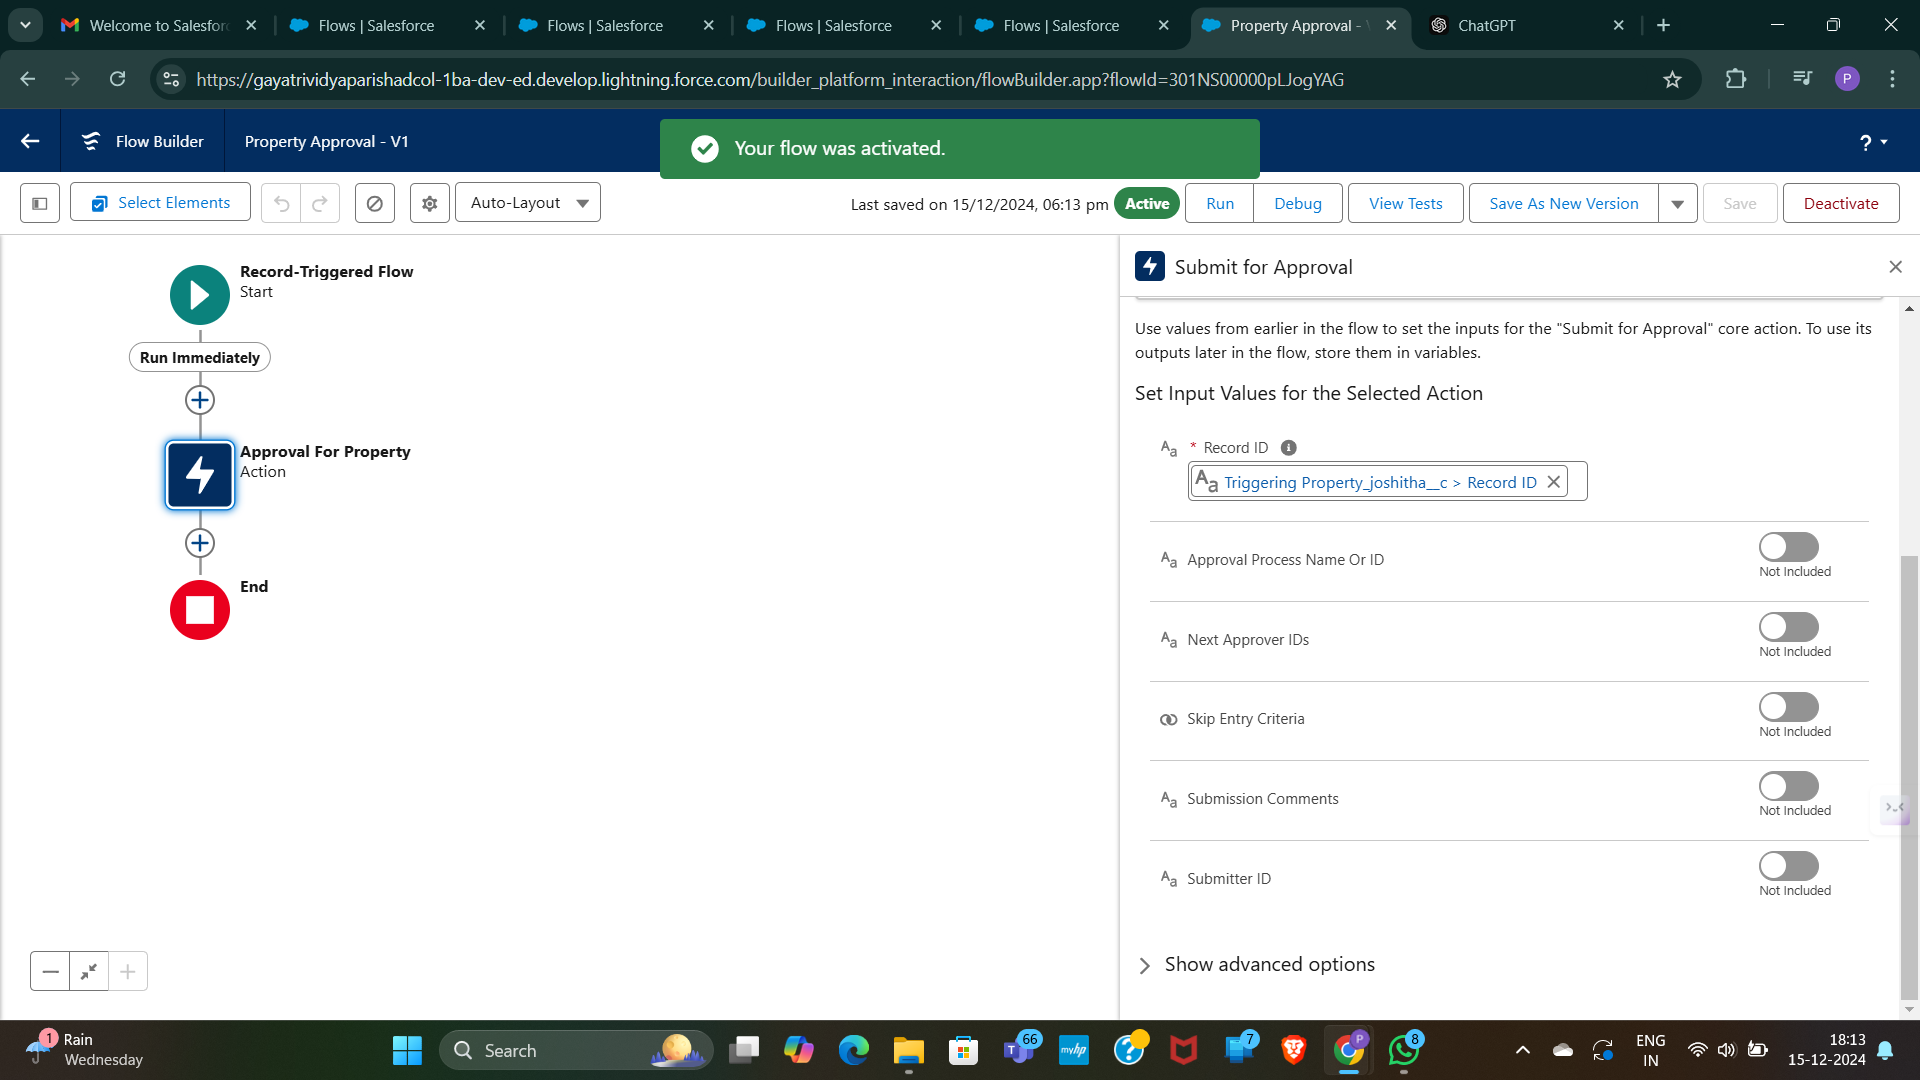 Welcome to Salesforc
Flows | Salesforce
Flows | Salesforce
Flows | Salesforce
Flows | Salesforce
Property Approval -
ChatGPT
https://gayatrividyaparishadcol-1ba-dev-ed.develop.lightning.force.com/builder_platform_interaction/flowBuilder.app?flowId=301NS00000pLJogYAG
P
Flow Builder
Property Approval - V1
Your flow was activated.
?
Select Elements
Auto-Layout
Last saved on 15/12/2024, 06:13 pm
Active
Run
Debug
View Tests
Save As New Version
Save
Deactivate
Record-Triggered Flow
Start
Run Immediately
Approval For Property
Action
End
Submit for Approval
Use values from earlier in the flow to set the inputs for the "Submit for Approval" core action. To use its
outputs later in the flow, store them in variables.
Set Input Values for the Selected Action
Aa * Record ID
Aa Triggering Property_joshitha__c > Record ID
Aa Approval Process Name Or ID
Not Included
Aa Next Approver IDs
Not Included
Skip Entry Criteria
Not Included
Aa Submission Comments
Not Included
Aa Submitter ID
Not Included
Show advanced options
1
Rain
Wednesday
Search
66
myhp
?
7
P
8
ENG
IN
18:13
15-12-2024